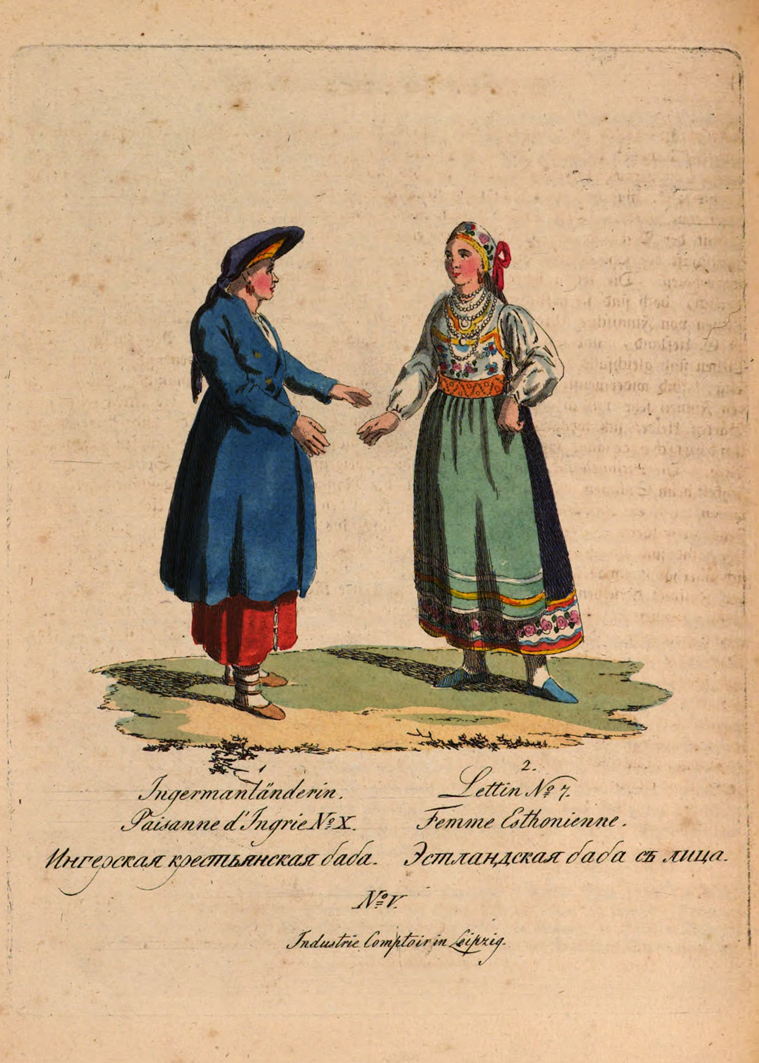 1.
Ingermanländerin.
Paisanne d'Ingrie No X.
Ингерская крестьянская баба.
2.
Lettin No 7.
Femme Esthonienne.
Эстландская баба съ лица.
No V.
Industrie Comptoir in Leipzig.